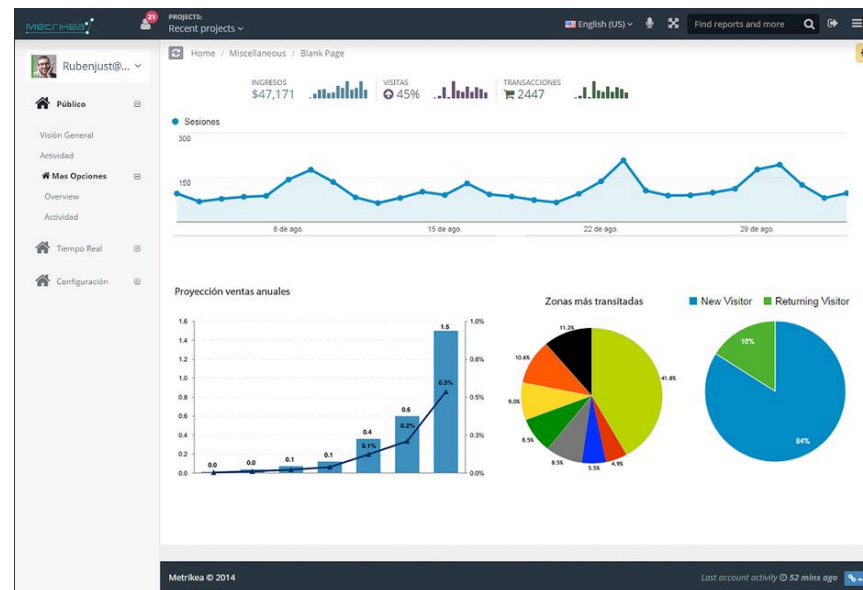 Metrikea
21
PROJECTS:
Recent projects
English (US)
Find reports and more
Rubenjust@...
Home / Miscellaneous / Blank Page
INGRESOS
$47,171
VISITAS
45%
TRANSACCIONES
2447
Público
Visión General
Actividad
Mas Opciones
Overview
Actividad
Tiempo Real
Configuración
Sesiones
300
150
8 de ago.
15 de ago.
22 de ago.
29 de ago.
Proyección ventas anuales
1.6
1.4
1.2
1.0
0.8
0.6
0.4
0.2
0.0
0.0
0.0
0.1
0.1
0.4
0.6
1.5
0.1%
0.2%
0.5%
1.0%
0.8%
0.5%
0.3%
0.0%
Zonas más transitadas
11.2%
10.6%
9.0%
8.5%
8.5%
5.5%
4.9%
41.8%
New Visitor
Returning Visitor
16%
84%
Metrikea © 2014
Last account activity 52 mins ago